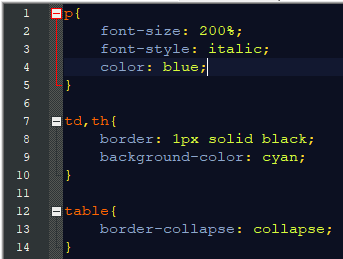 1 p{
2 font-size: 200%;
3 font-style: italic;
4 color: blue;
5 }
6
7 td,th{
8 border: 1px solid black;
9 background-color: cyan;
10 }
11
12 table{
13 border-collapse: collapse;
14 }